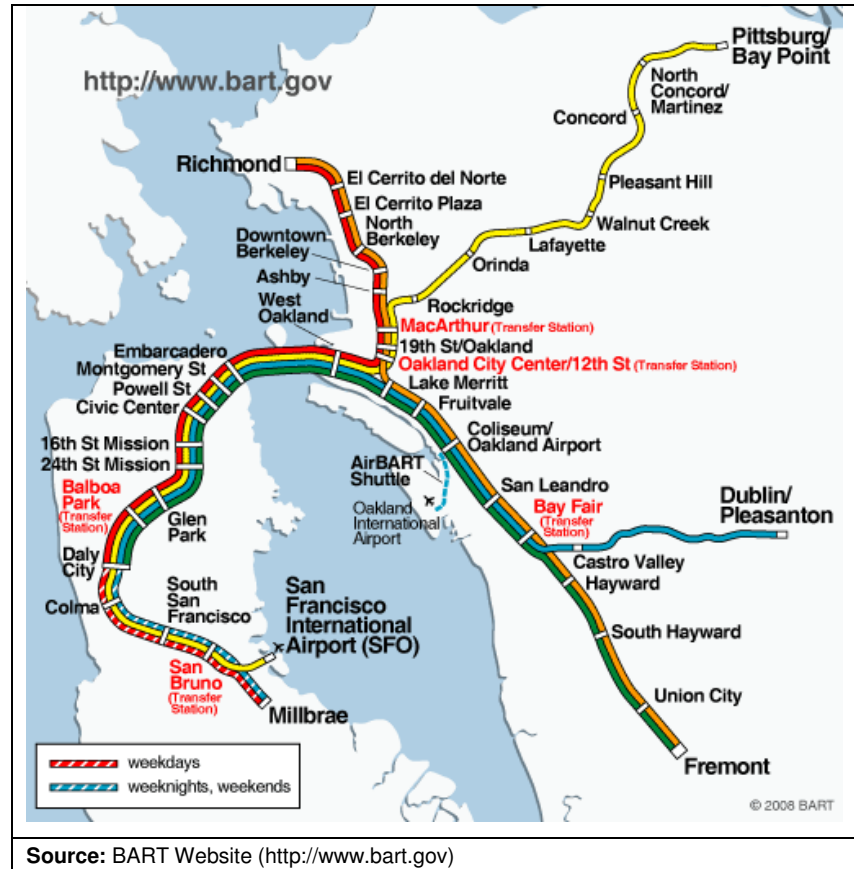 http://www.bart.gov
Pittsburg/
Bay Point
North
Concord/
Martinez
Concord
Pleasant Hill
Walnut Creek
Lafayette
Orinda
Rockridge
Richmond
El Cerrito del Norte
El Cerrito Plaza
North
Berkeley
Downtown
Berkeley
Ashby
West
Oakland
MacArthur (Transfer Station)
19th St/Oakland
Oakland City Center/12th St (Transfer Station)
Embarcadero
Montgomery St
Powell St
Civic Center
16th St Mission
24th St Mission
Balboa
Park
(Transfer
Station)
Glen
Park
Daly
City
Colma
South
San
Francisco
San
Bruno
(Transfer
Station)
San
Francisco
International
Airport (SFO)
Millbrae
Lake Merritt
Fruitvale
Coliseum/
Oakland Airport
AirBART
Shuttle
Oakland
International
Airport
San Leandro
Bay Fair
(Transfer
Station)
Dublin/
Pleasanton
Castro Valley
Hayward
South Hayward
Union City
Fremont
weekdays
weeknights, weekends
© 2008 BART
Source: BART Website (http://www.bart.gov)